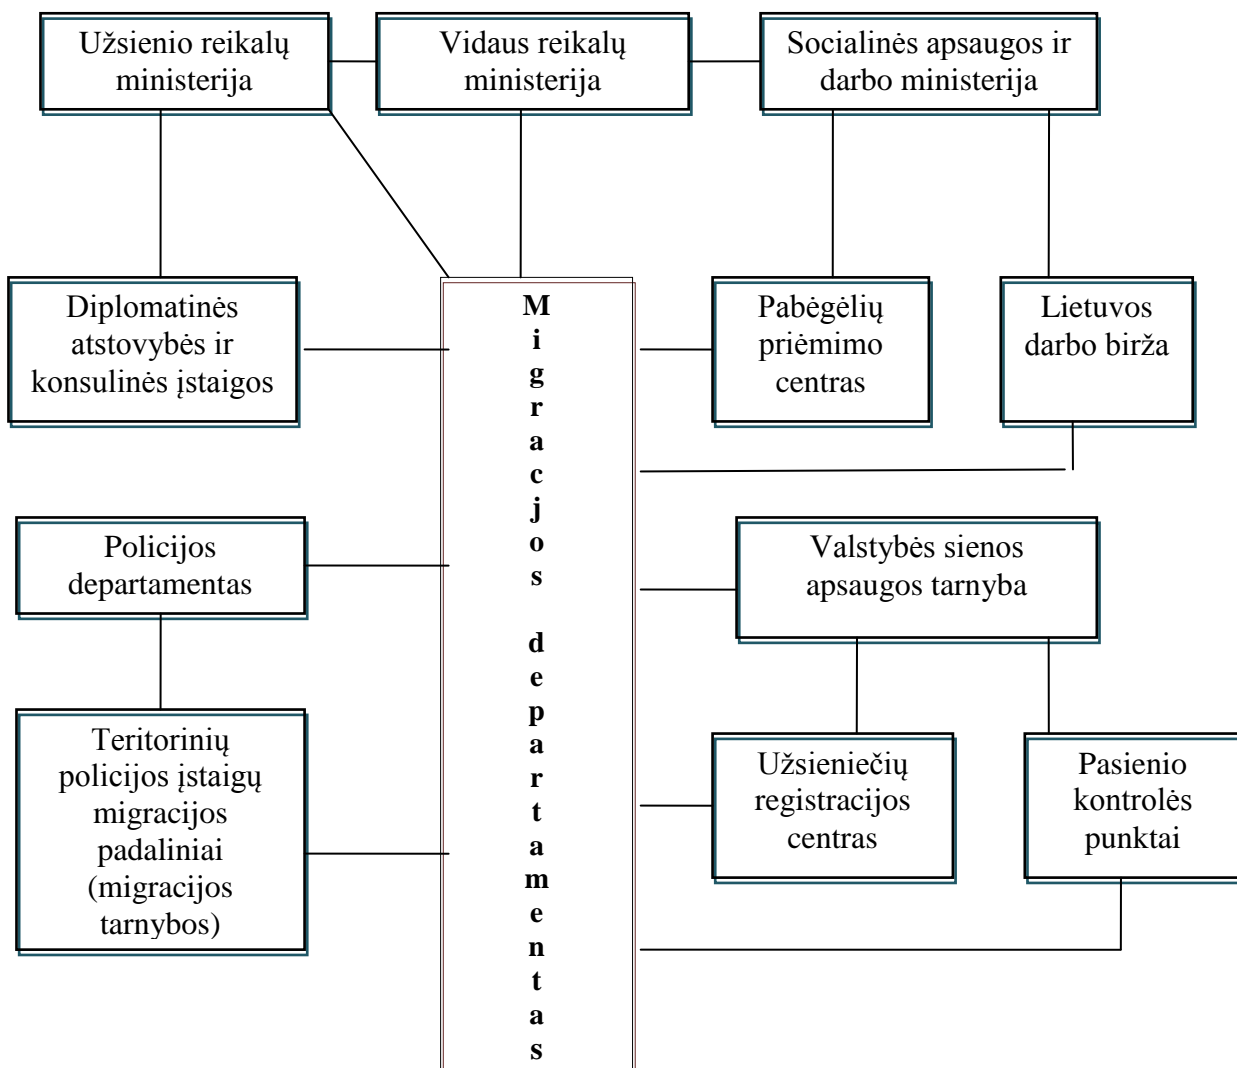 Užsienio reikalų
ministerija
Vidaus reikalų
ministerija
Socialinės apsaugos ir
darbo ministerija
Diplomatinės
atstovybės ir
konsulinės įstaigos
Migracjos departamentas
Pabėgėlių
priėmimo
centras
Lietuvos
darbo birža
Policijos
departamentas
Valstybės sienos
apsaugos tarnyba
Teritorinių
policijos įstaigų
migracijos
padaliniai
(migracijos
tarnybos)
Užsieniečių
registracijos
centras
Pasienio
kontrolės
punktai